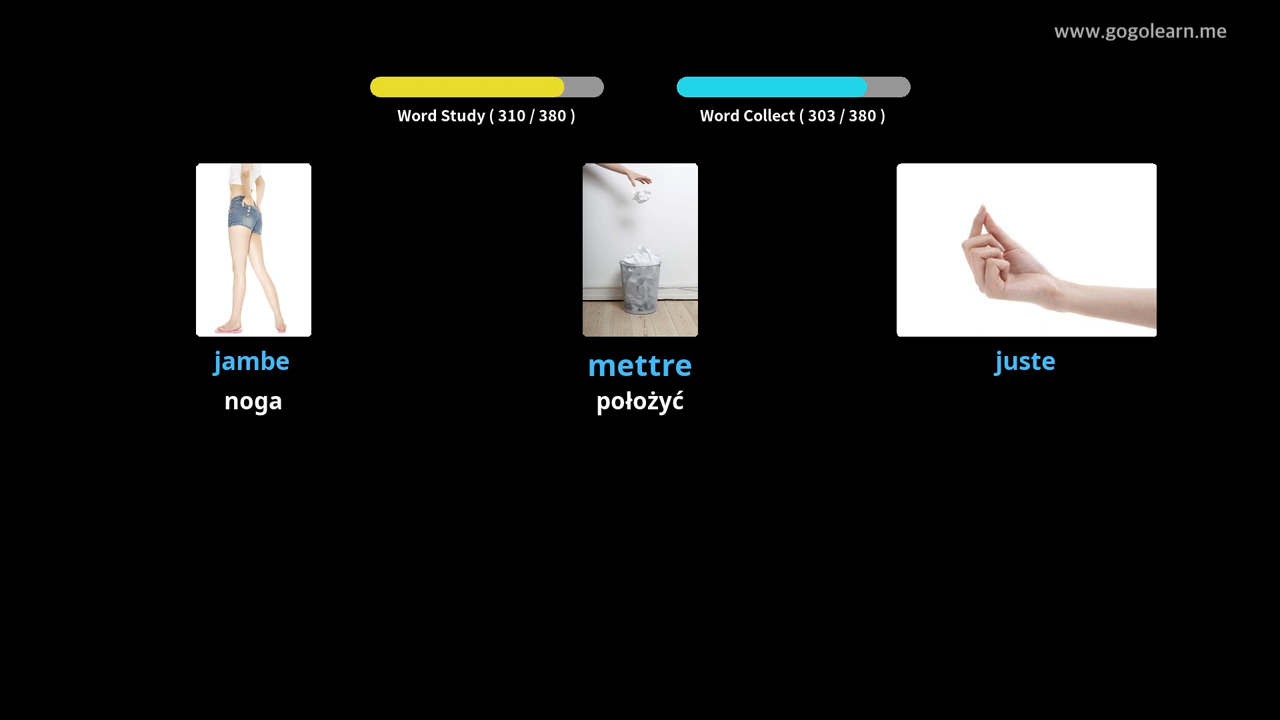 www.gogolearn.me
Word Study ( 310 / 380 )
Word Collect ( 303 / 380 )
jambe
mettre
juste
noga
położyć